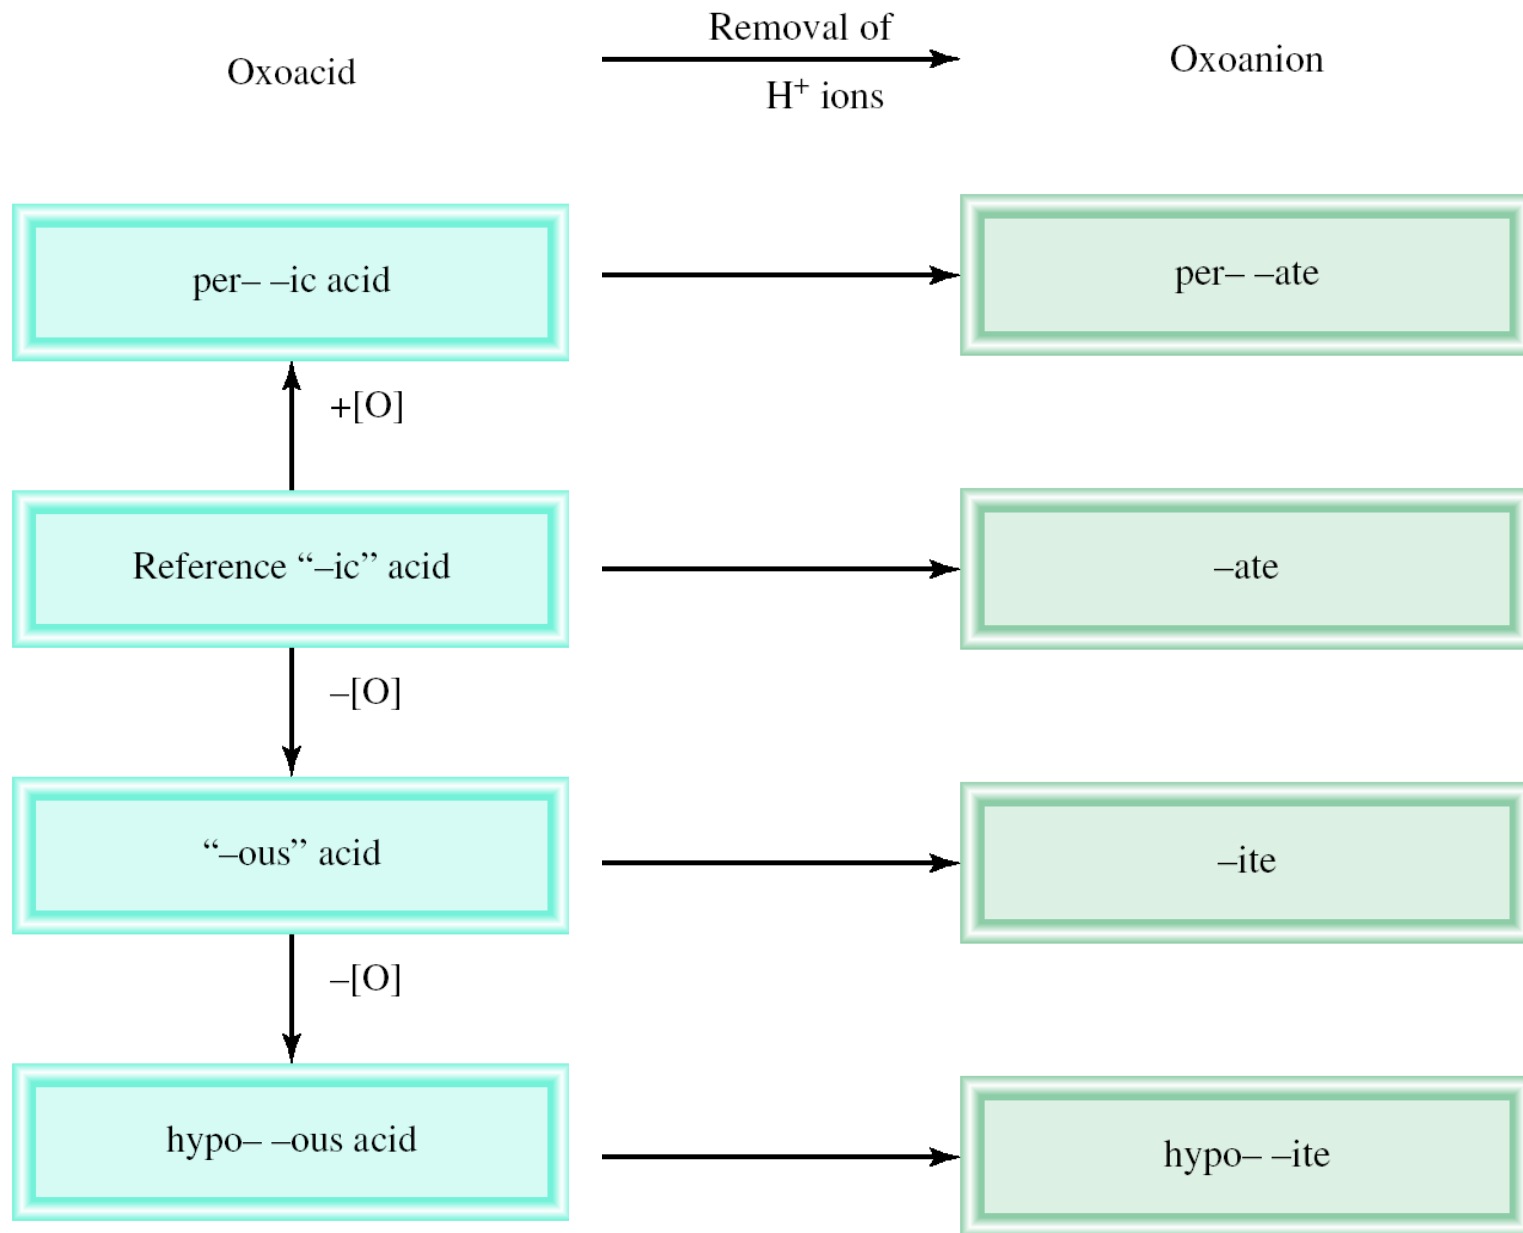 Oxoacid
Removal of
H⁺ ions
Oxoanion
per– –ic acid
per– –ate
+[O]
Reference “–ic” acid
–ate
–[O]
“–ous” acid
–ite
–[O]
hypo– –ous acid
hypo– –ite